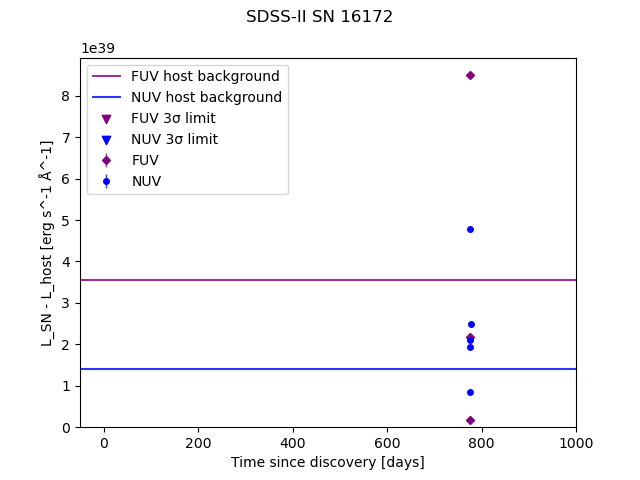 SDSS-II SN 16172
1e39
FUV host background
NUV host background
FUV 3σ limit
NUV 3σ limit
FUV
NUV
L_SN - L_host [erg s^-1 Å^-1]
8
7
6
5
4
3
2
1
0
0 200 400 600 800 1000
Time since discovery [days]